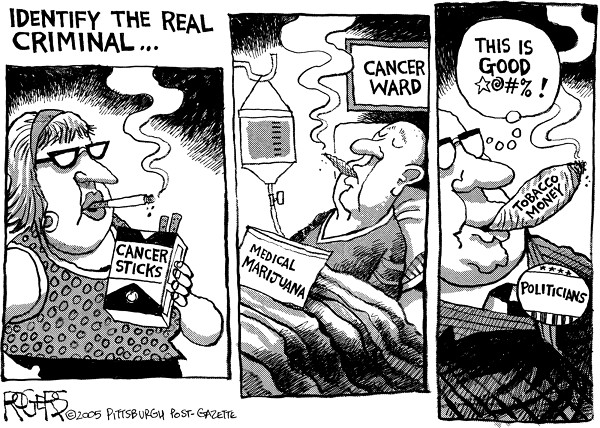 IDENTIFY THE REAL
CRIMINAL...
CANCER
STICKS
CANCER
WARD
MEDICAL
MARIJUANA
THIS IS
GOOD
☆@#%!
TOBACCO
MONEY
POLITICIANS
ROGERS ©2005 PITTSBURGH POST-GAZETTE